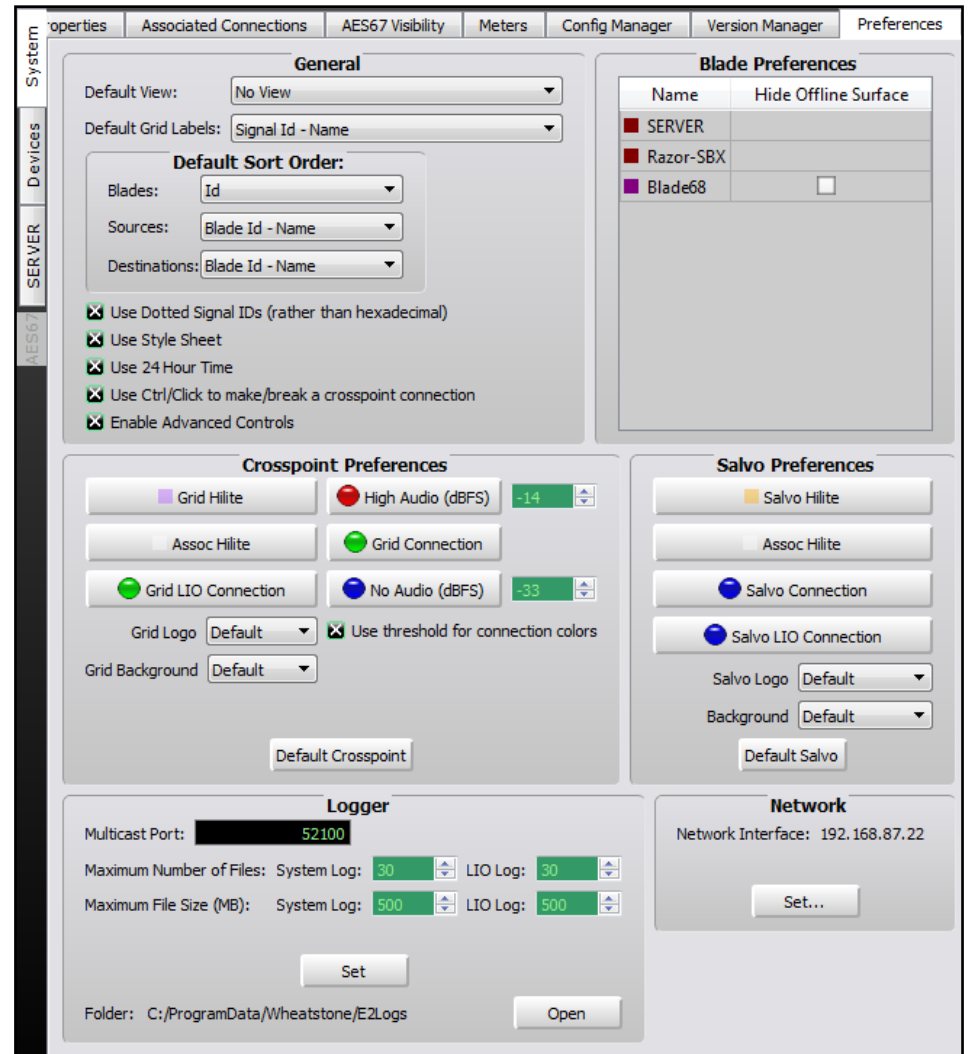 roperties Associated Connections AES67 Visibility Meters Config Manager Version Manager Preferences
System
Devices
SERVER
AES67
General
Default View: No View
Default Grid Labels: Signal Id - Name
Default Sort Order:
Blades: Id
Sources: Blade Id - Name
Destinations: Blade Id - Name
Use Dotted Signal IDs (rather than hexadecimal)
Use Style Sheet
Use 24 Hour Time
Use Ctrl/Click to make/break a crosspoint connection
Enable Advanced Controls
Blade Preferences
Name Hide Offline Surface
SERVER
Razor-SBX
Blade68
Crosspoint Preferences
Grid Hilite High Audio (dBFS) -14
Assoc Hilite Grid Connection
Grid LIO Connection No Audio (dBFS) -33
Grid Logo Default Use threshold for connection colors
Grid Background Default
Default Crosspoint
Salvo Preferences
Salvo Hilite
Assoc Hilite
Salvo Connection
Salvo LIO Connection
Salvo Logo Default
Background Default
Default Salvo
Logger
Multicast Port: 52100
Maximum Number of Files: System Log: 30 LIO Log: 30
Maximum File Size (MB): System Log: 500 LIO Log: 500
Set
Folder: C:/ProgramData/Wheatstone/E2Logs Open
Network
Network Interface: 192.168.87.22
Set...